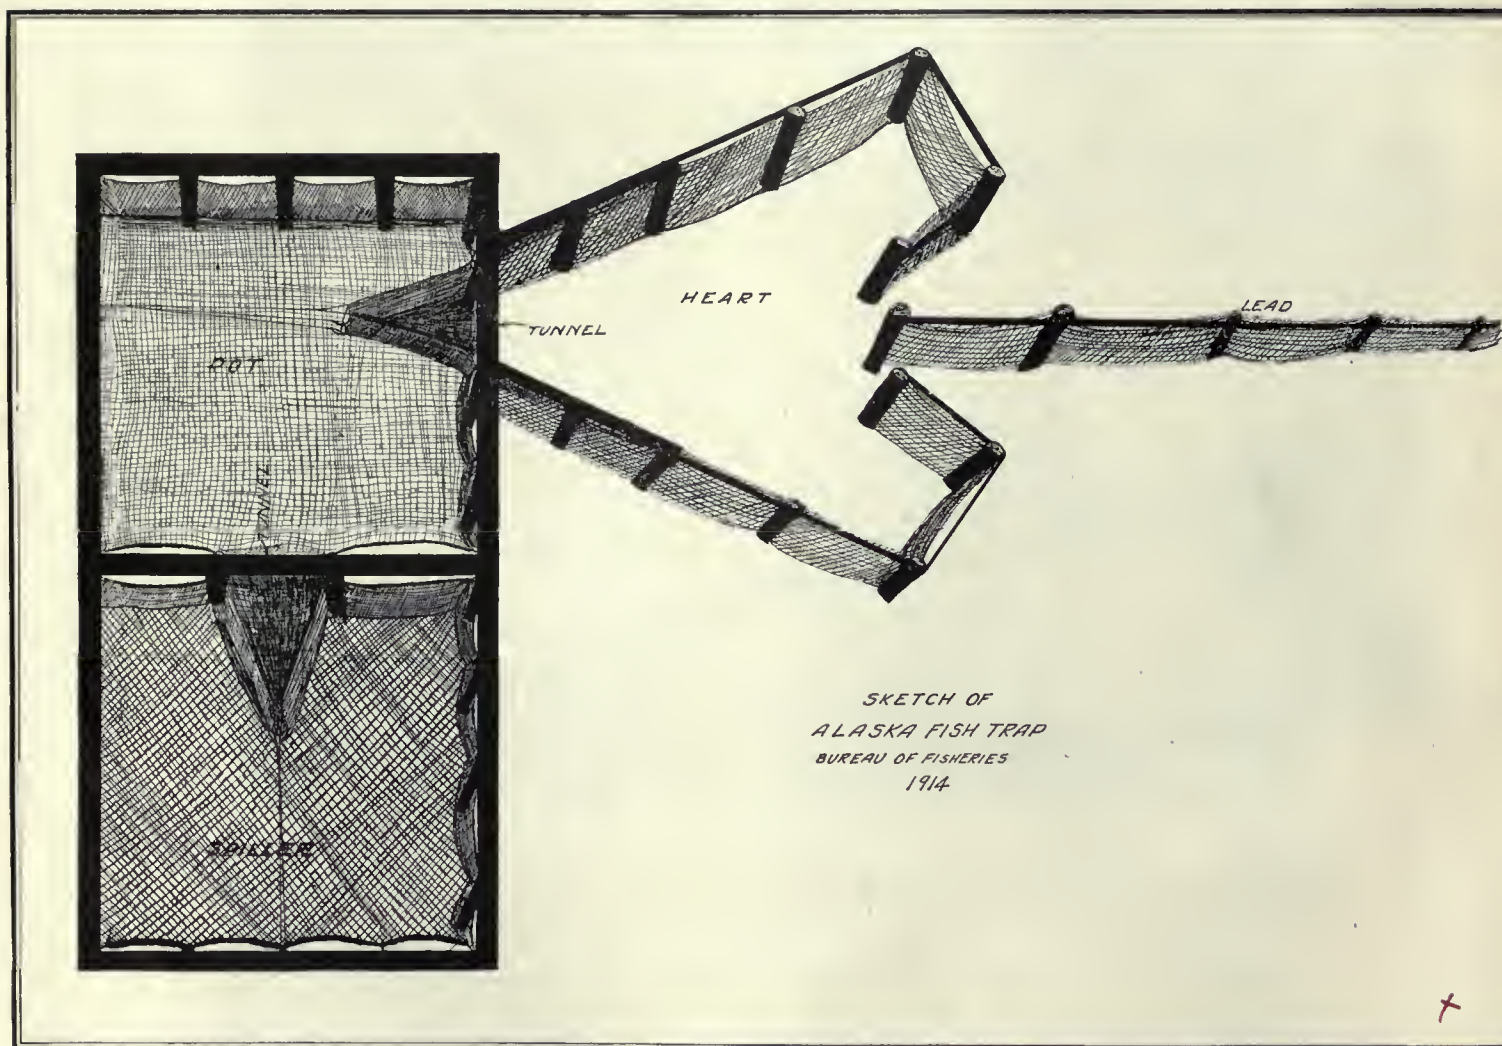 HEART
LEAD
TUNNEL
POT
TUNNEL
SPILLER
SKETCH OF
ALASKA FISH TRAP
BUREAU OF FISHERIES
1914